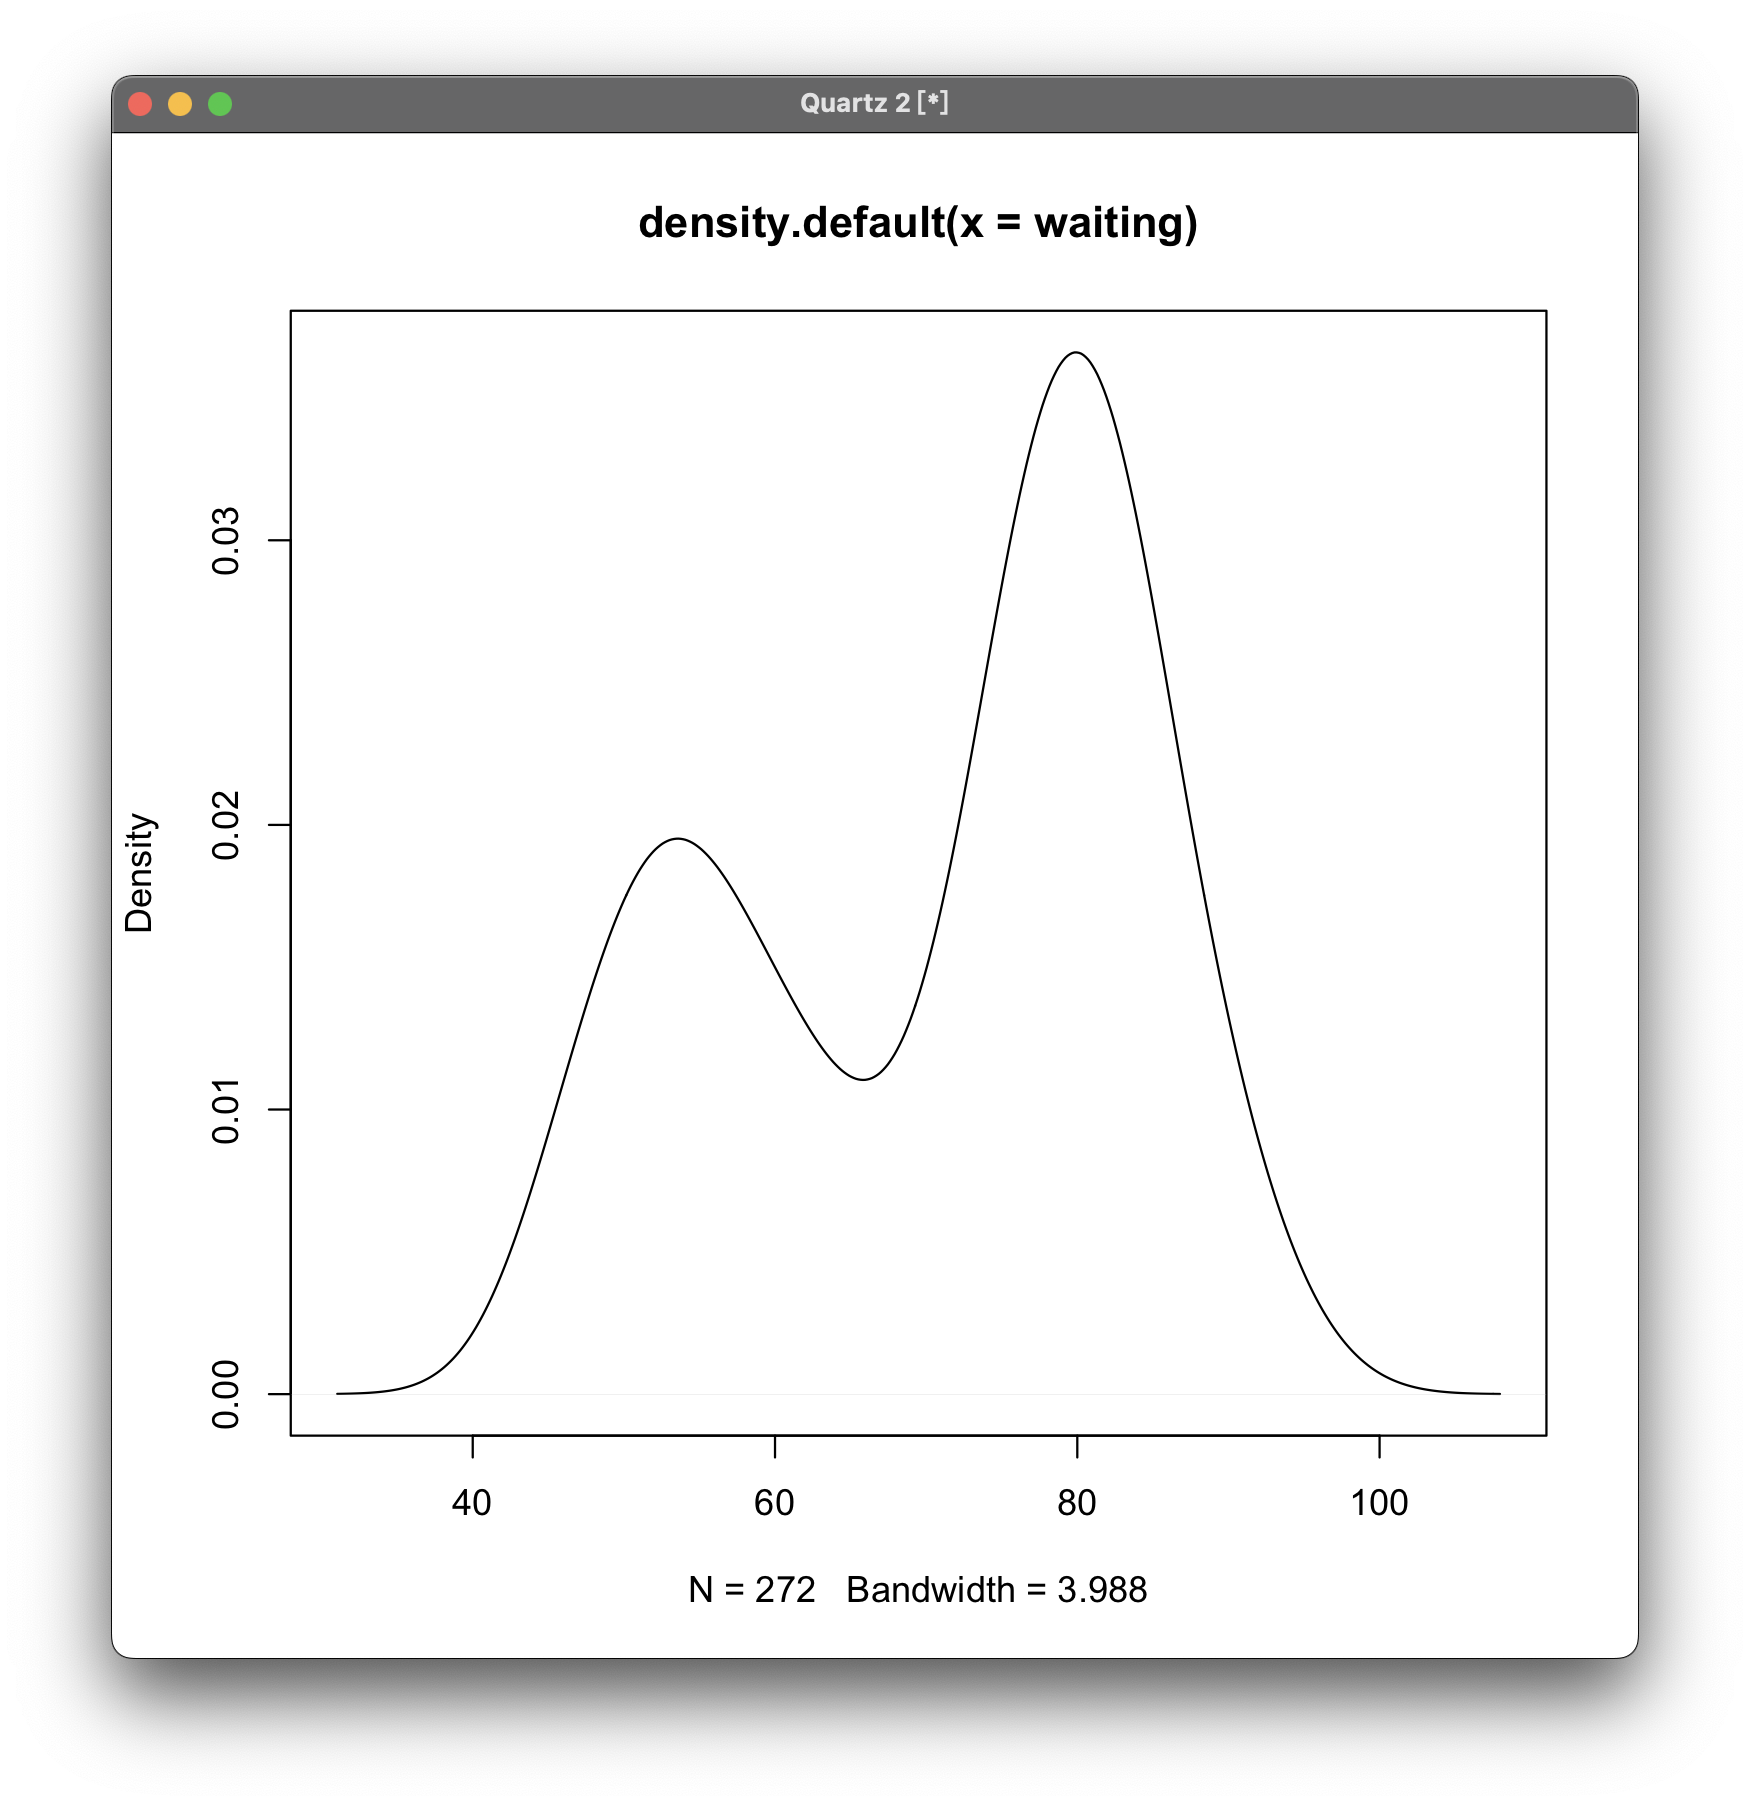 Quartz 2 [*]
density.default(x = waiting)
Density
0.03
0.02
0.01
0.00
40 60 80 100
N = 272 Bandwidth = 3.988